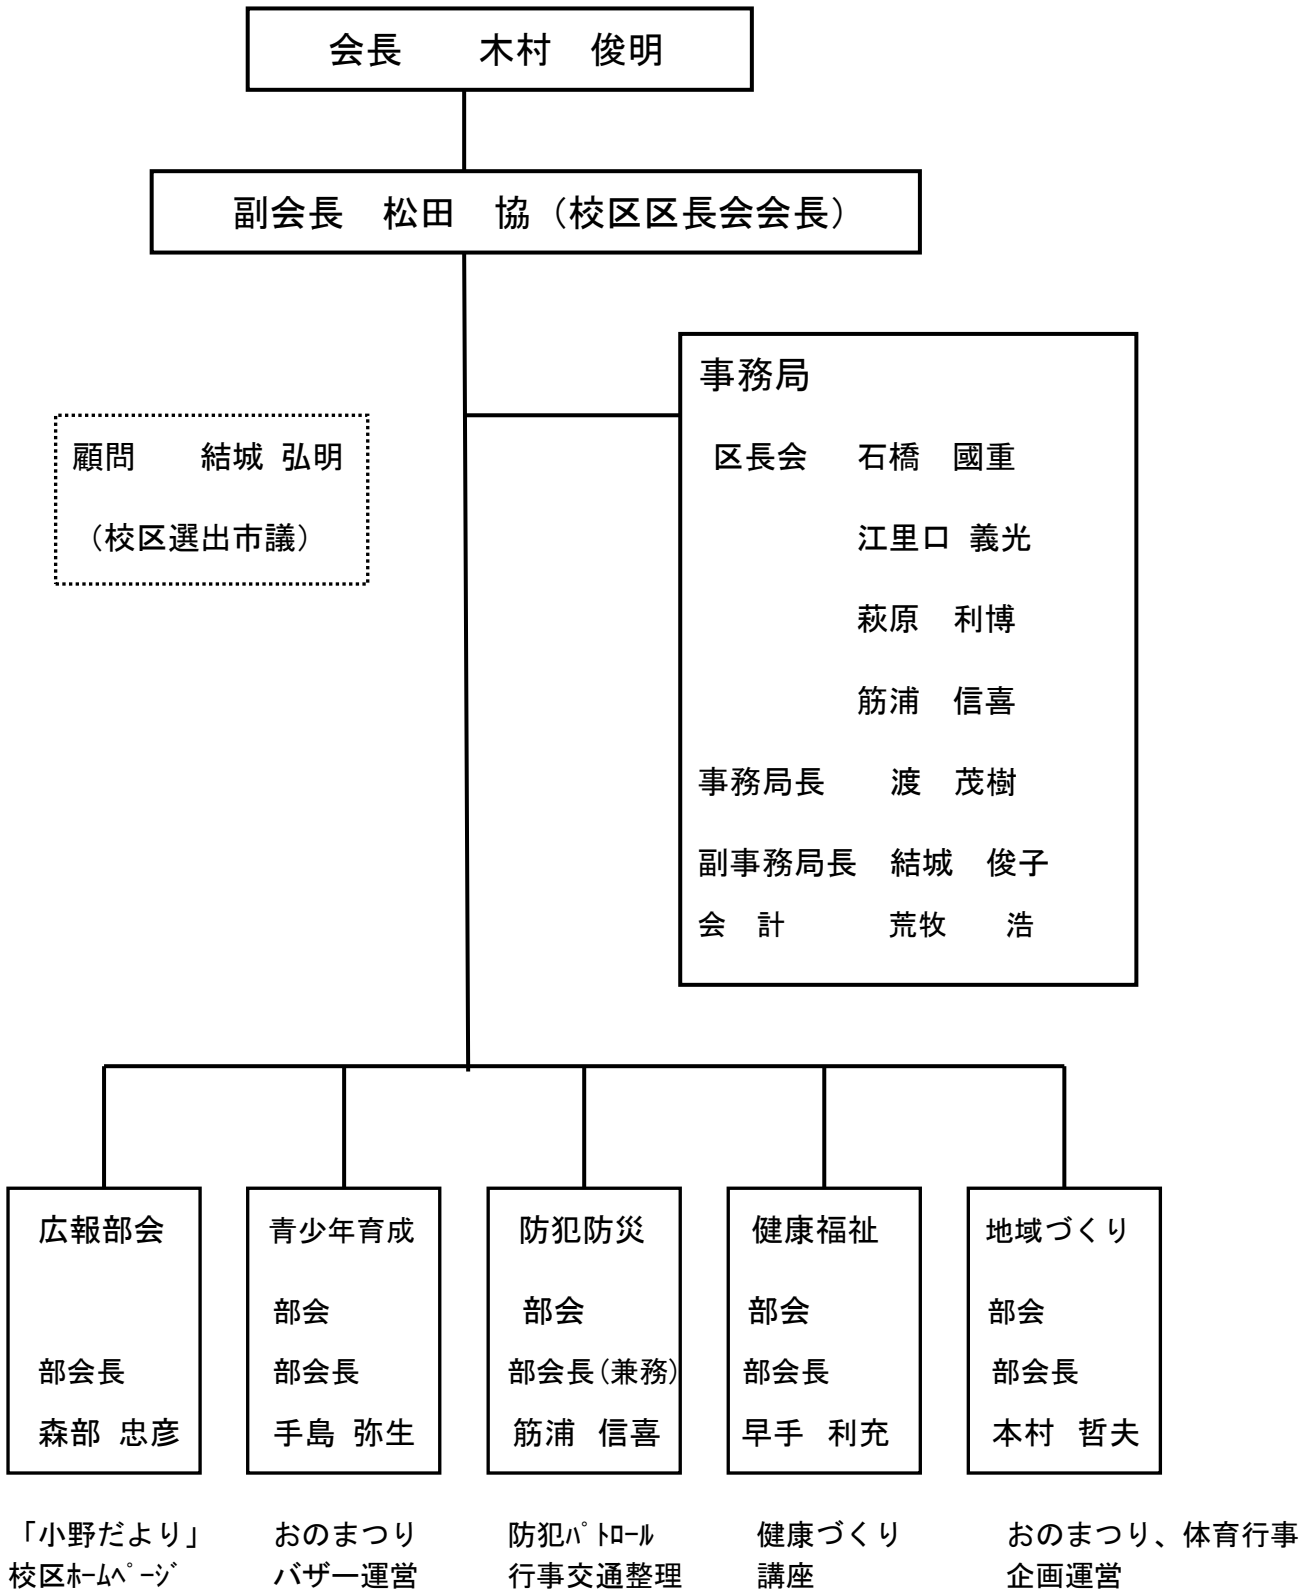 会長　　木村　俊明
副会長　松田　協（校区区長会会長）
事務局
顧問　　結城 弘明
（校区選出市議）
区長会　石橋　國重
江里口 義光
萩原　利博
筋浦　信喜
事務局長　　渡　茂樹
副事務局長　結城　俊子
会　計　　　荒牧　　浩
広報部会
部会長
森部 忠彦
「小野だより」
校区ﾎｰﾑﾍﾟｰｼﾞ
青少年育成
部会
部会長
手島 弥生
おのまつり
バザー運営
防犯防災
部会
部会長(兼務)
筋浦 信喜
防犯ﾊﾟﾄﾛｰﾙ
行事交通整理
健康福祉
部会
部会長
早手 利充
健康づくり
講座
地域づくり
部会
部会長
本村 哲夫
おのまつり、体育行事
企画運営